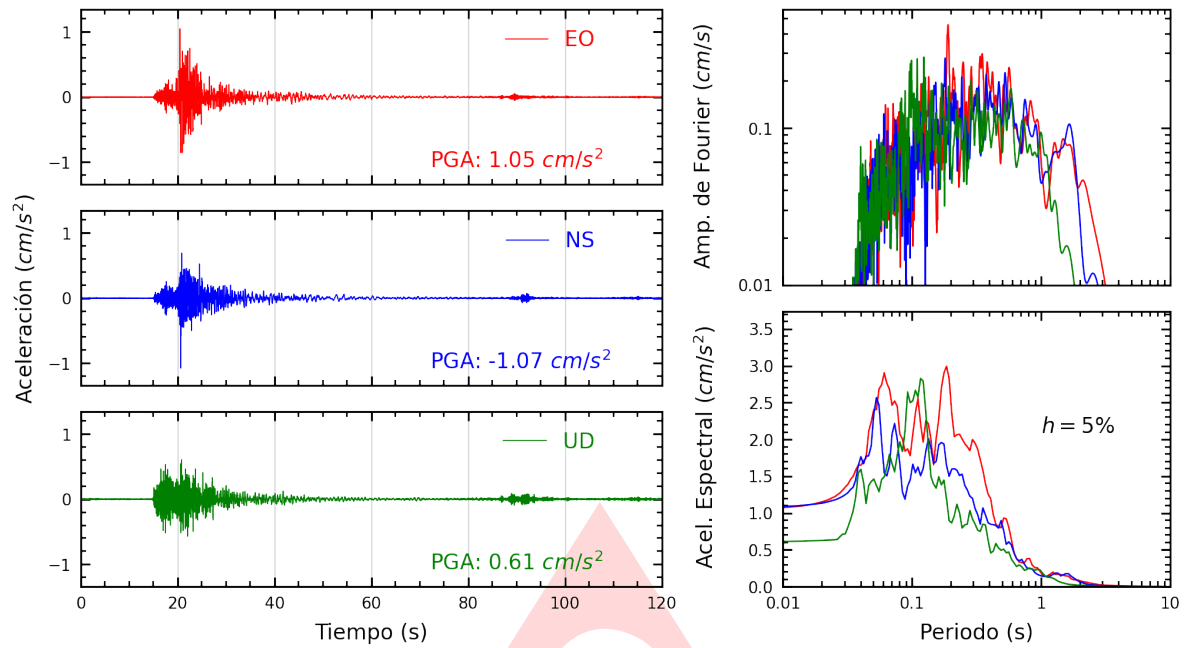 Aceleración (cm/s²)
1
0
−1
EO
PGA: 1.05 cm/s²
1
0
−1
NS
PGA: -1.07 cm/s²
1
0
−1
UD
PGA: 0.61 cm/s²
0 20 40 60 80 100 120
Tiempo (s)
Amp. de Fourier (cm/s)
0.1
0.01
Acel. Espectral (cm/s²)
3.5
3.0
2.5
2.0
1.5
1.0
0.5
0.0
h = 5%
0.01 0.1 1 10
Periodo (s)